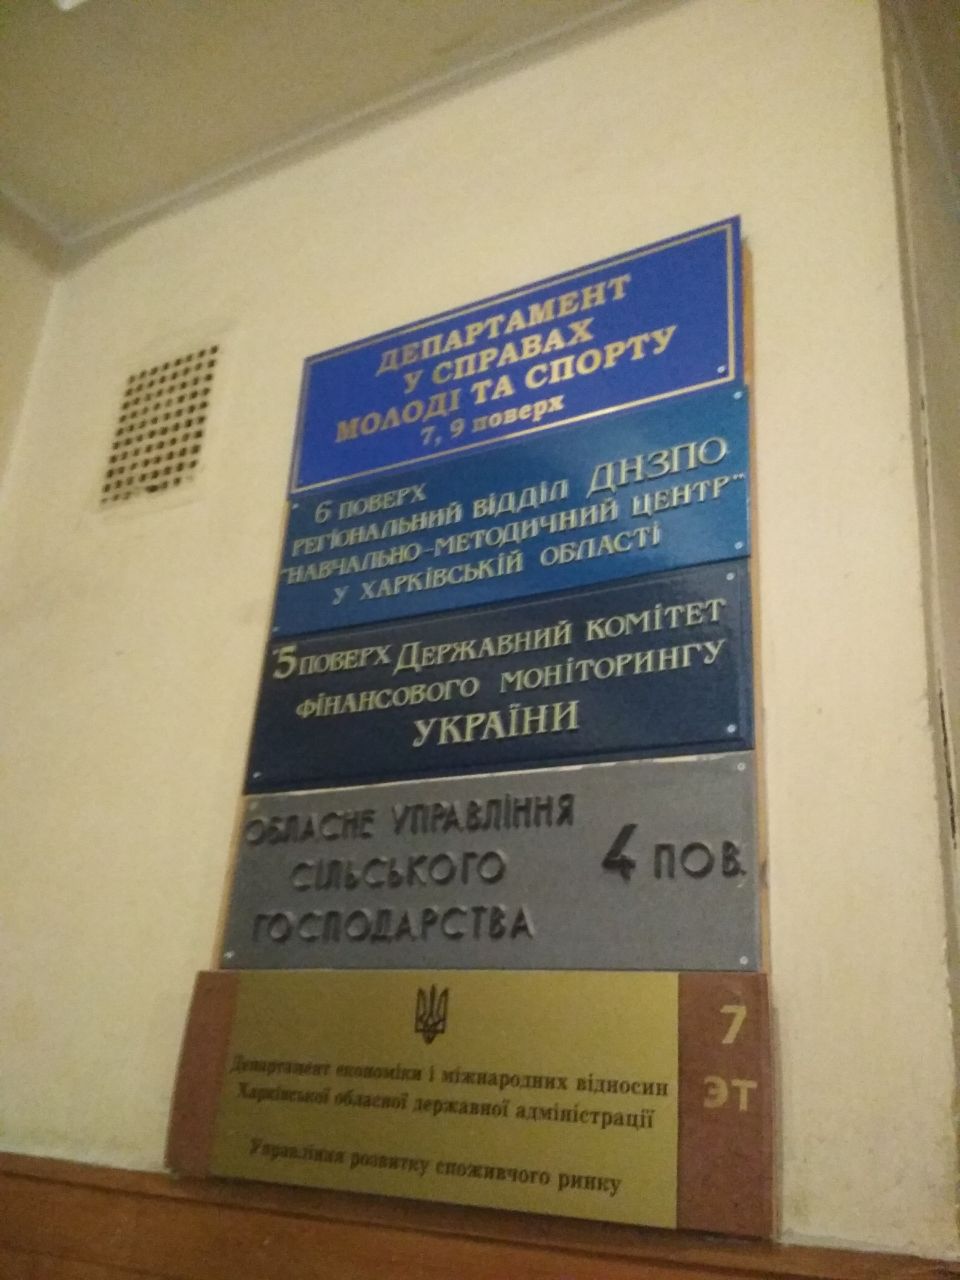 ДЕПАРТАМЕНТ
У СПРАВАХ
МОЛОДІ ТА СПОРТУ
7, 9 поверх
6 ПОВЕРХ
РЕГІОНАЛЬНИЙ ВІДДІЛ ДНЗПО
"НАВЧАЛЬНО-МЕТОДИЧНИЙ ЦЕНТР"
У ХАРКІВСЬКІЙ ОБЛАСТІ
5 ПОВЕРХ ДЕРЖАВНИЙ КОМІТЕТ
ФІНАНСОВОГО МОНІТОРИНГУ
УКРАЇНИ
ОБЛАСНЕ УПРАВЛІННЯ
СІЛЬСЬКОГО
ГОСПОДАРСТВА
4 ПОВ.
Департамент економіки і міжнародних відносин
Харківської обласної державної адміністрації
Управління розвитку споживчого ринку
7
ЭТ